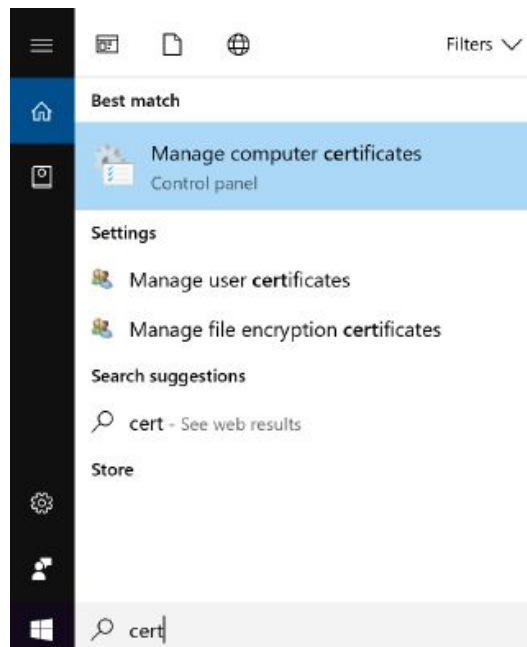 Filters
Best match
Manage computer certificates
Control panel
Settings
Manage user certificates
Manage file encryption certificates
Search suggestions
cert - See web results
Store
cert